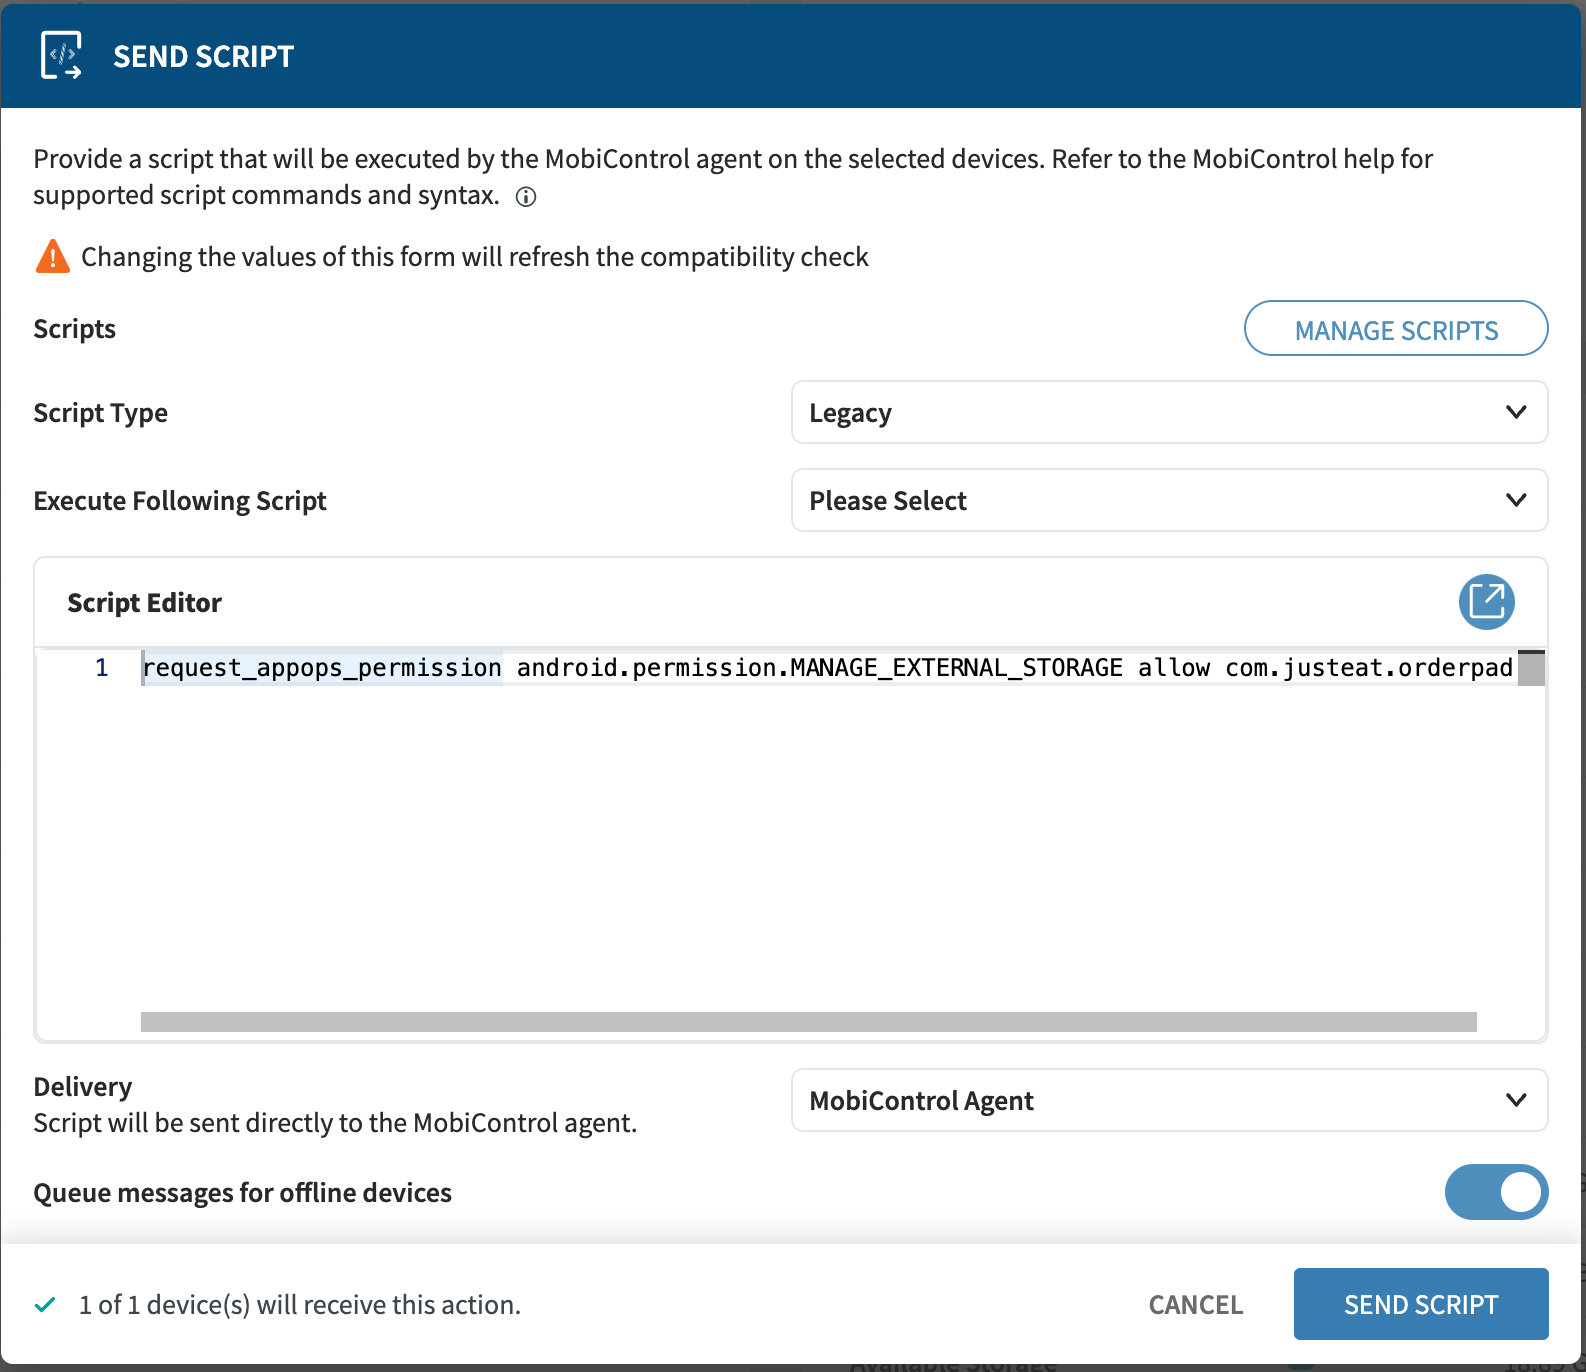 SEND SCRIPT
Provide a script that will be executed by the MobiControl agent on the selected devices. Refer to the MobiControl help for
supported script commands and syntax.
Changing the values of this form will refresh the compatibility check
Scripts
MANAGE SCRIPTS
Script Type
Legacy
Execute Following Script
Please Select
Script Editor
1 request_appops_permission android.permission.MANAGE_EXTERNAL_STORAGE allow com.justeat.orderpad
Delivery
Script will be sent directly to the MobiControl agent.
MobiControl Agent
Queue messages for offline devices
1 of 1 device(s) will receive this action.
CANCEL
SEND SCRIPT
Available Storage